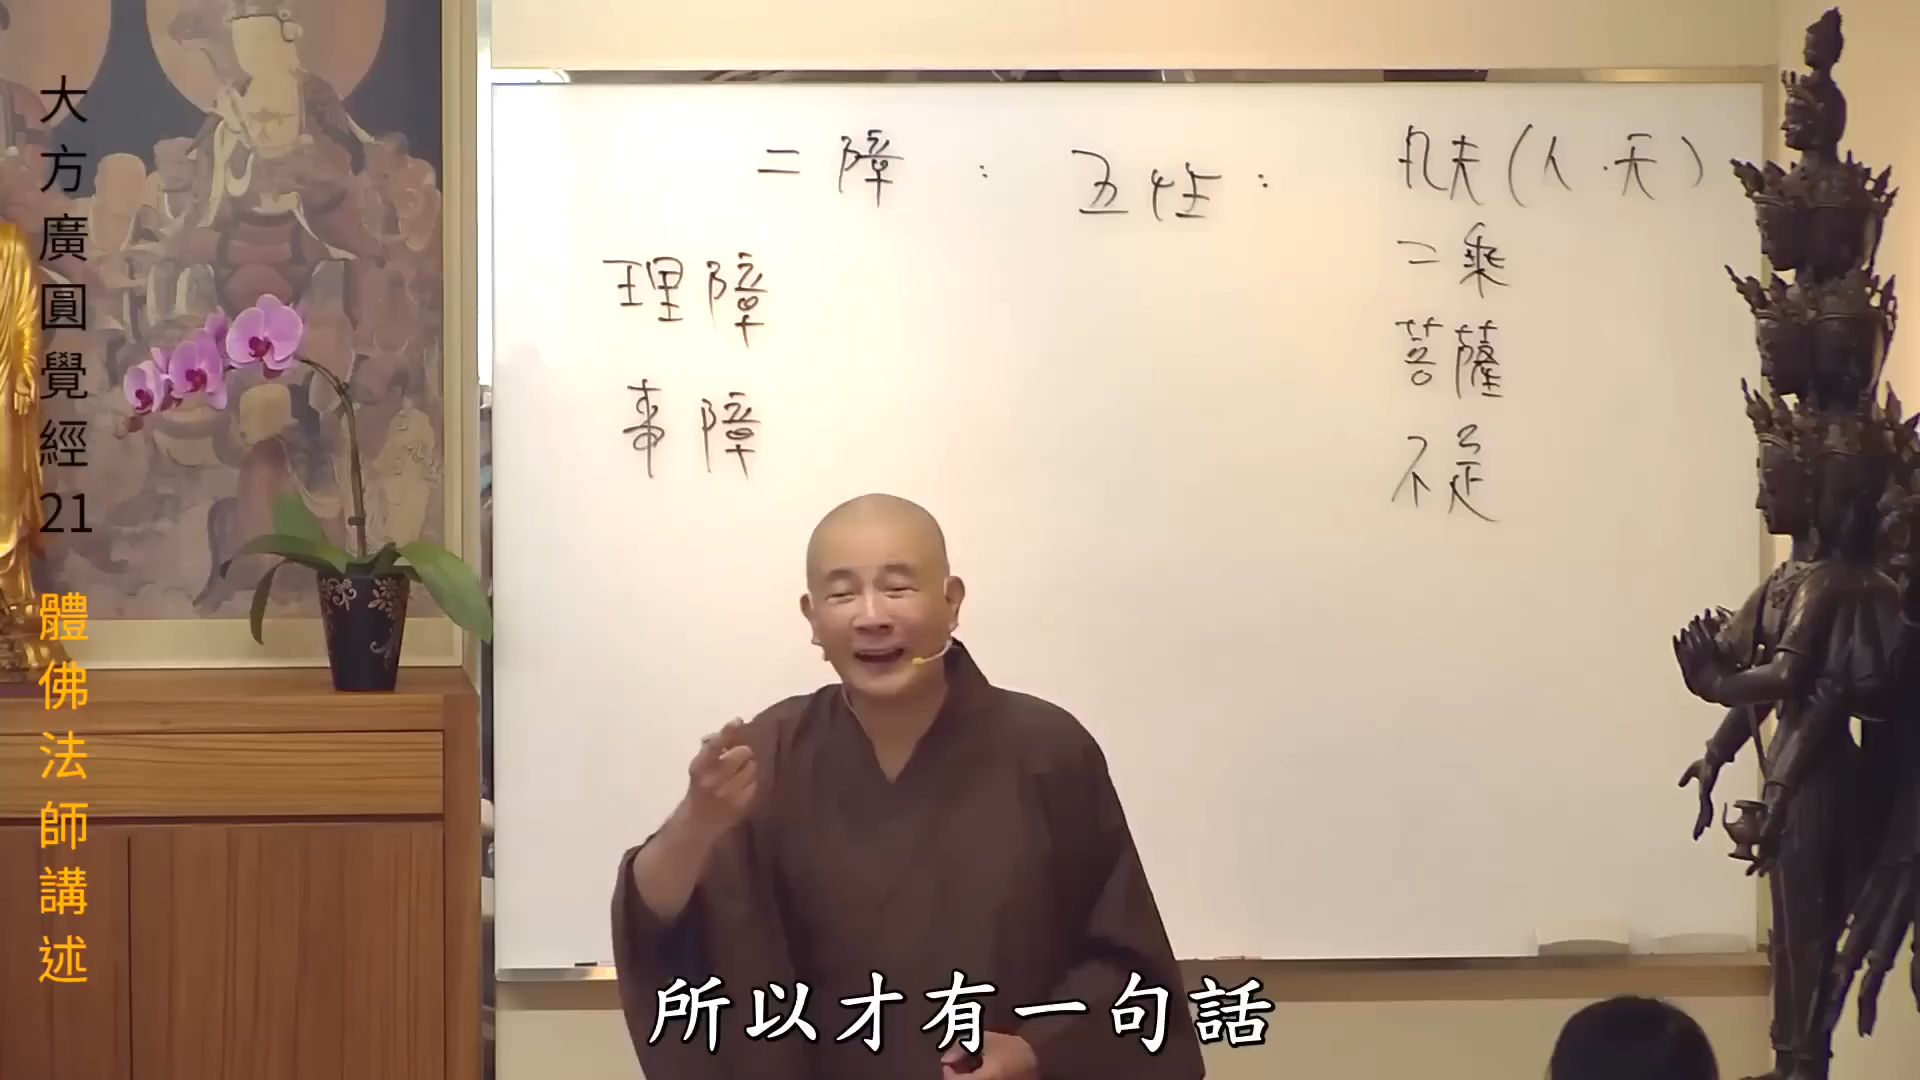 大方廣圓覺經21 體佛法師講述
二障：五性：凡夫(人.天)
二乘
理障
菩薩
事障
不定
所以才有一句話